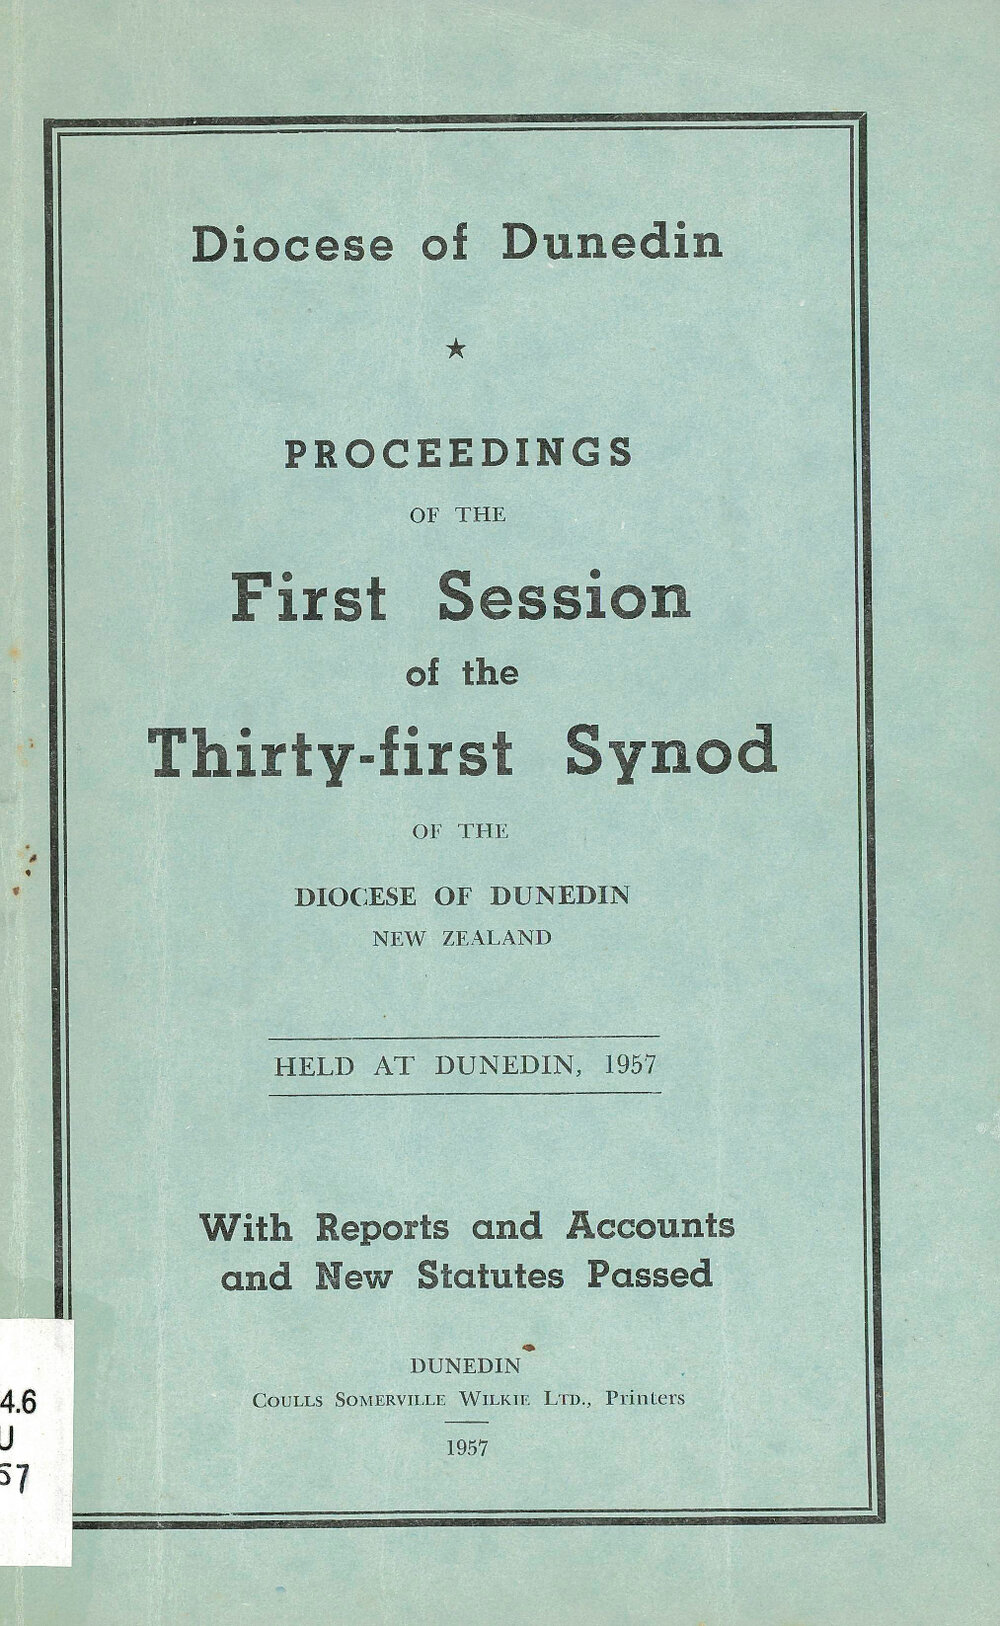 Diocese of Dunedin
★
PROCEEDINGS
OF THE
First Session
of the
Thirty-first Synod
OF THE
DIOCESE OF DUNEDIN
NEW ZEALAND
HELD AT DUNEDIN, 1957
With Reports and Accounts
and New Statutes Passed
DUNEDIN
COULLS SOMERVILLE WILKIE LTD., Printers
1957
4.6
U
57